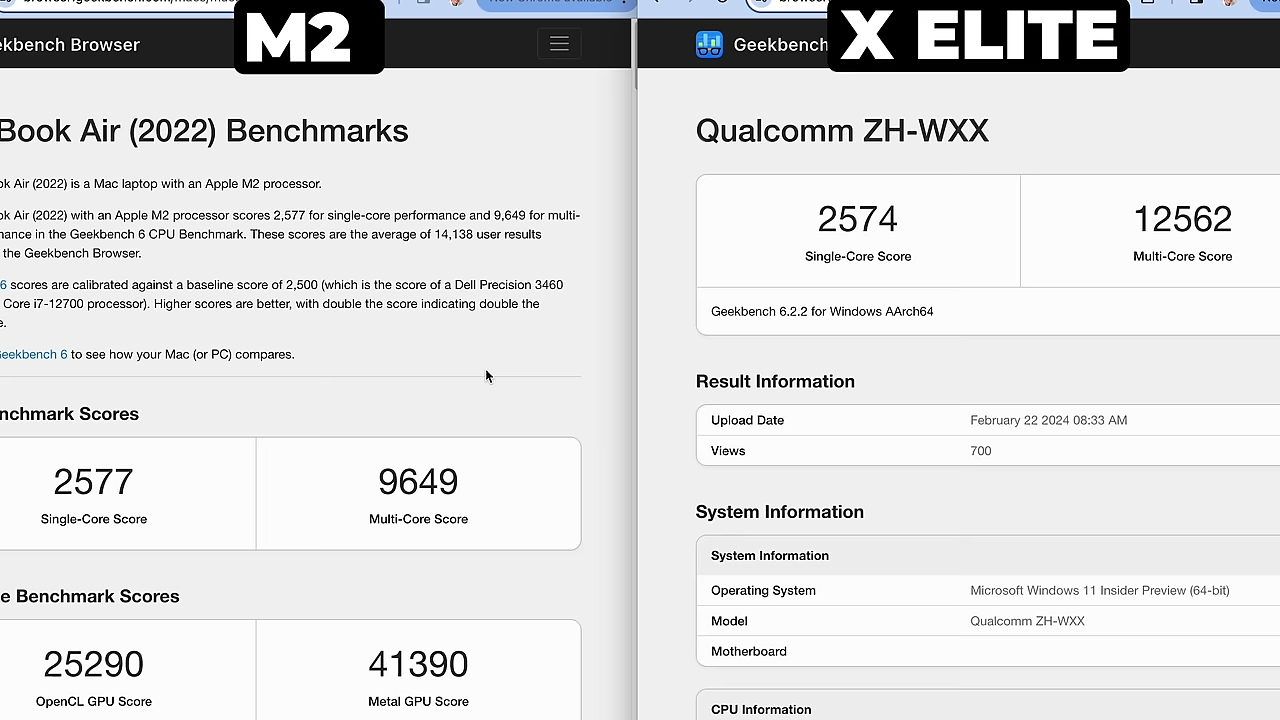 M2
ekbench Browser
Book Air (2022) Benchmarks
ok Air (2022) is a Mac laptop with an Apple M2 processor.
ok Air (2022) with an Apple M2 processor scores 2,577 for single-core performance and 9,649 for multi-
nance in the Geekbench 6 CPU Benchmark. These scores are the average of 14,138 user results
the Geekbench Browser.
6 scores are calibrated against a baseline score of 2,500 (which is the score of a Dell Precision 3460
Core i7-12700 processor). Higher scores are better, with double the score indicating double the
e.
Geekbench 6 to see how your Mac (or PC) compares.
nchmark Scores
2577
Single-Core Score
9649
Multi-Core Score
e Benchmark Scores
25290
OpenCL GPU Score
41390
Metal GPU Score
X ELITE
Geekbench
Qualcomm ZH-WXX
2574
Single-Core Score
12562
Multi-Core Score
Geekbench 6.2.2 for Windows AArch64
Result Information
Upload Date February 22 2024 08:33 AM
Views 700
System Information
System Information
Operating System Microsoft Windows 11 Insider Preview (64-bit)
Model Qualcomm ZH-WXX
Motherboard
CPU Information